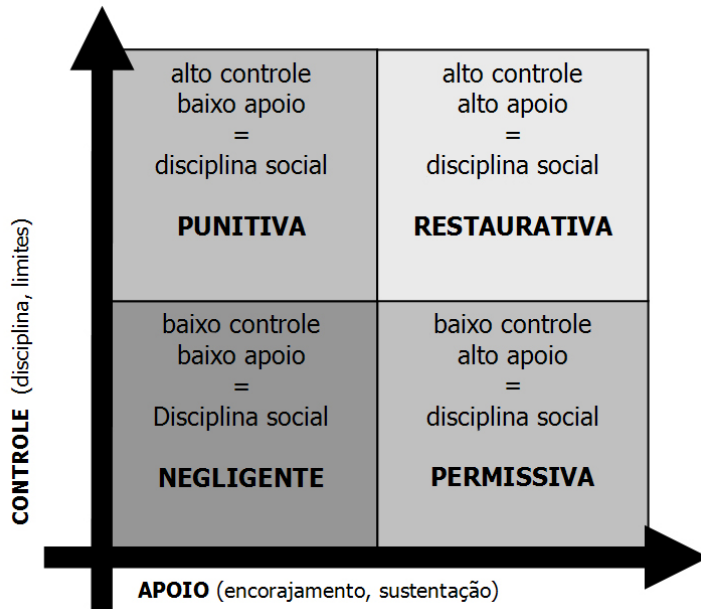 alto controle
baixo apoio
=
disciplina social
PUNITIVA
alto controle
alto apoio
=
disciplina social
RESTAURATIVA
baixo controle
baixo apoio
=
Disciplina social
NEGLIGENTE
baixo controle
alto apoio
=
disciplina social
PERMISSIVA
CONTROLE (disciplina, limites)
APOIO (encorajamento, sustentação)